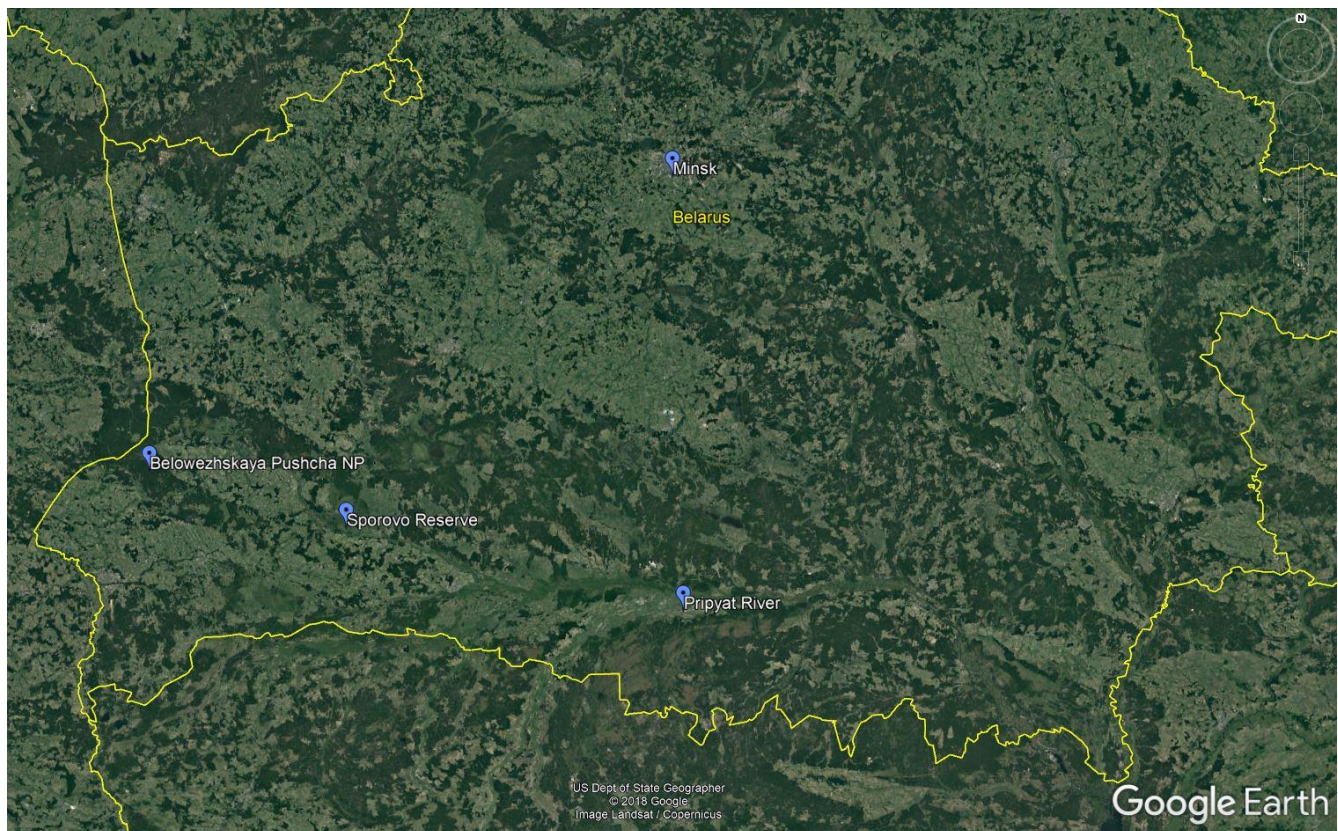 N
Minsk
Belarus
Belowezhskaya Pushcha NP
Sporovo Reserve
Pripyat River
US Dept of State Geographer
© 2018 Google
Image Landsat / Copernicus
Google Earth